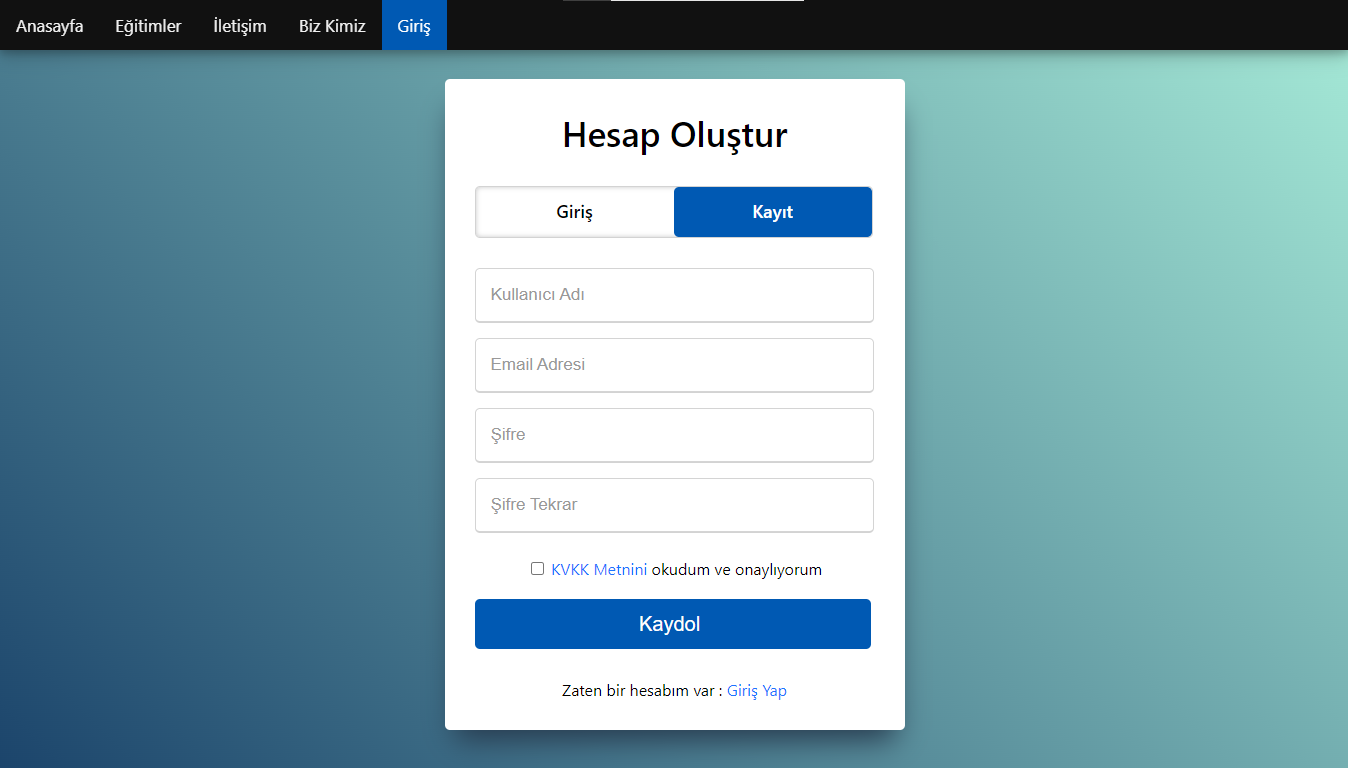 Anasayfa Eğitimler İletişim Biz Kimiz Giriş
Hesap Oluştur
Giriş Kayıt
Kullanıcı Adı
Email Adresi
Şifre
Şifre Tekrar
KVKK Metnini okudum ve onaylıyorum
Kaydol
Zaten bir hesabım var : Giriş Yap